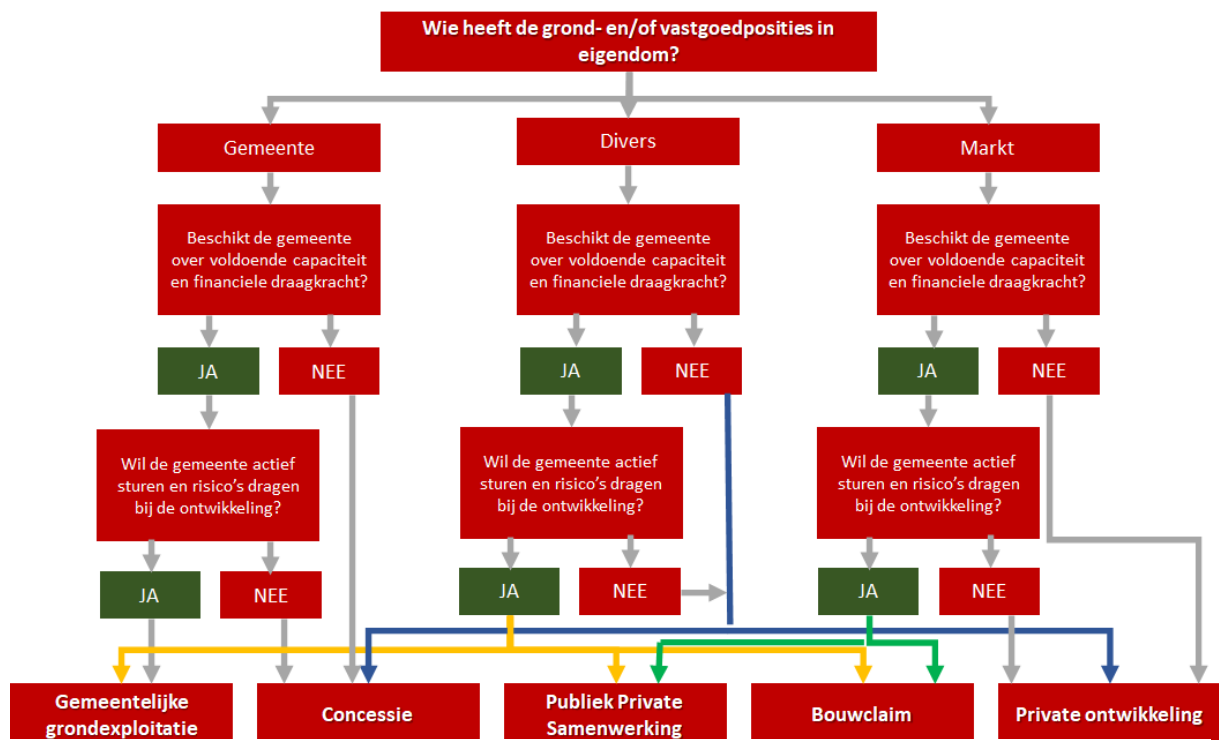 Wie heeft de grond- en/of vastgoedposities in
eigendom?
Gemeente
Divers
Markt
Beschikt de gemeente
over voldoende capaciteit
en financiele draagkracht?
Beschikt de gemeente
over voldoende capaciteit
en financiele draagkracht?
Beschikt de gemeente
over voldoende capaciteit
en financiele draagkracht?
JA
NEE
JA
NEE
JA
NEE
Wil de gemeente actief
sturen en risico's dragen
bij de ontwikkeling?
Wil de gemeente actief
sturen en risico's dragen
bij de ontwikkeling?
Wil de gemeente actief
sturen en risico's dragen
bij de ontwikkeling?
JA
NEE
JA
NEE
JA
NEE
Gemeentelijke
grondexploitatie
Concessie
Publiek Private
Samenwerking
Bouwclaim
Private ontwikkeling